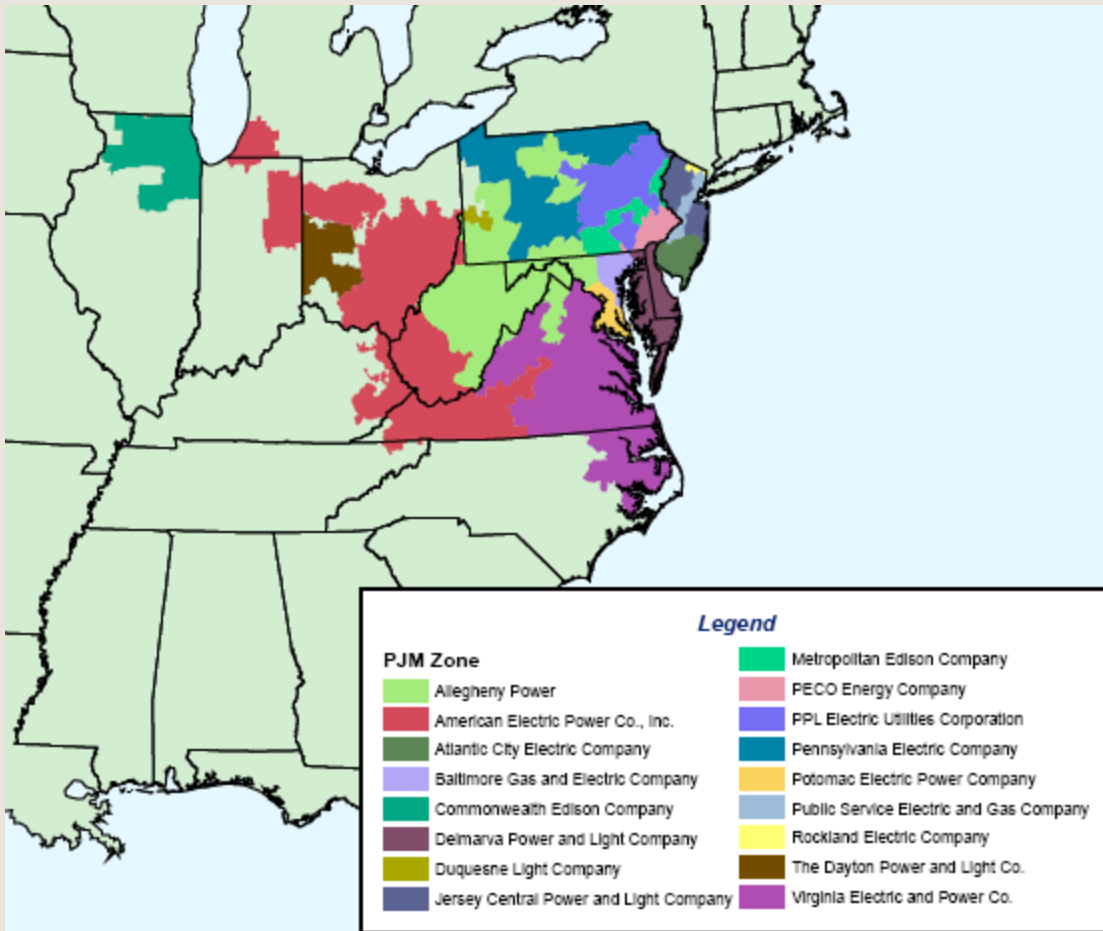 Legend
PJM Zone
Allegheny Power
American Electric Power Co., Inc.
Atlantic City Electric Company
Baltimore Gas and Electric Company
Commonwealth Edison Company
Delmarva Power and Light Company
Duquesne Light Company
Jersey Central Power and Light Company
Metropolitan Edison Company
PECO Energy Company
PPL Electric Utilities Corporation
Pennsylvania Electric Company
Potomac Electric Power Company
Public Service Electric and Gas Company
Rockland Electric Company
The Dayton Power and Light Co.
Virginia Electric and Power Co.